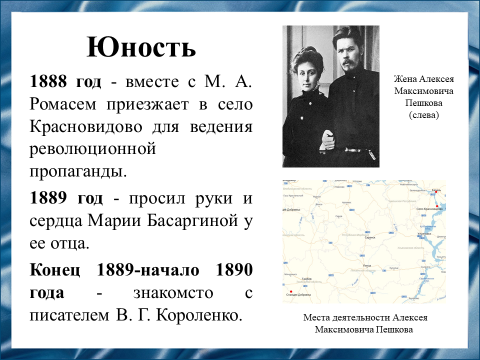 Юность
1888 год - вместе с М. А.
Ромасем приезжает в село
Красновидово для ведения
революционной
пропаганды.
1889 год - просил руки и
сердца Марии Басаргиной у
ее отца.
Конец 1889-начало 1890
года - знакомсто с
писателем В. Г. Короленко.
Жена Алексея
Максимовича
Пешкова
(слева)
Места деятельности Алексея
Максимовича Пешкова